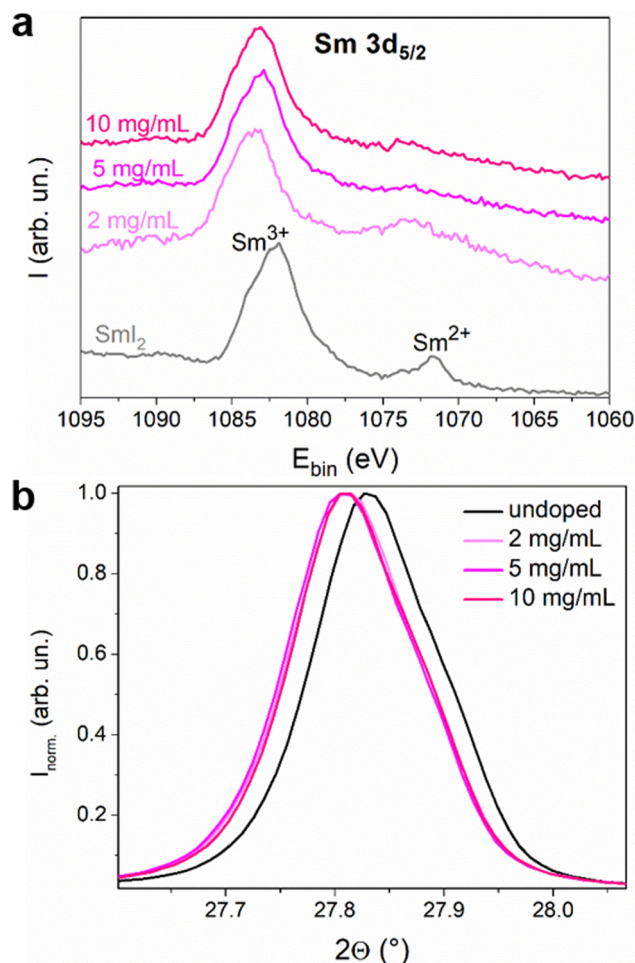 a
Sm 3d5/2
10 mg/mL
5 mg/mL
2 mg/mL
Sm3+
SmI2
Sm2+
I (arb. un.)
1095 1090 1085 1080 1075 1070 1065 1060
Ebin (eV)
b
1.0
0.8
0.6
0.4
0.2
undoped
2 mg/mL
5 mg/mL
10 mg/mL
Inorm. (arb. un.)
27.7 27.8 27.9 28.0
2Θ (°)